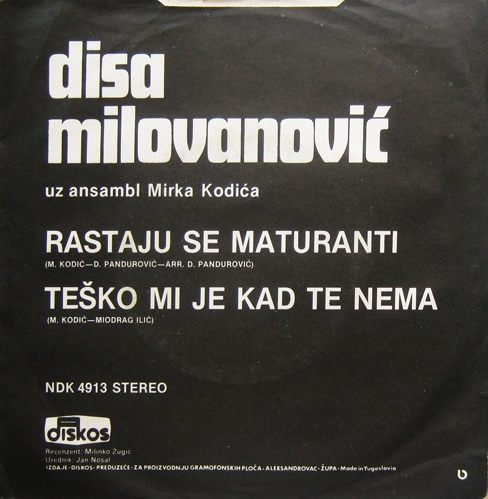 disa
milovanović
uz ansambl Mirka Kodića
RASTAJU SE MATURANTI
(M. KODIĆ—D. PANDUROVIĆ—ARR. D. PANDUROVIĆ)
TEŠKO MI JE KAD TE NEMA
(M. KODIĆ—MIODRAG ILIĆ)
NDK 4913 STEREO
diskos
Recenzent: Milinko Žugic
Urednik: Jan Nosal
IZDAJE-DISKOS-PREDUZEĆE-ZA PROIZVODNJU GRAMOFONSKIH PLOČA-ALEKSANDROVAC-ŽUPA-Made in Yugoslavia